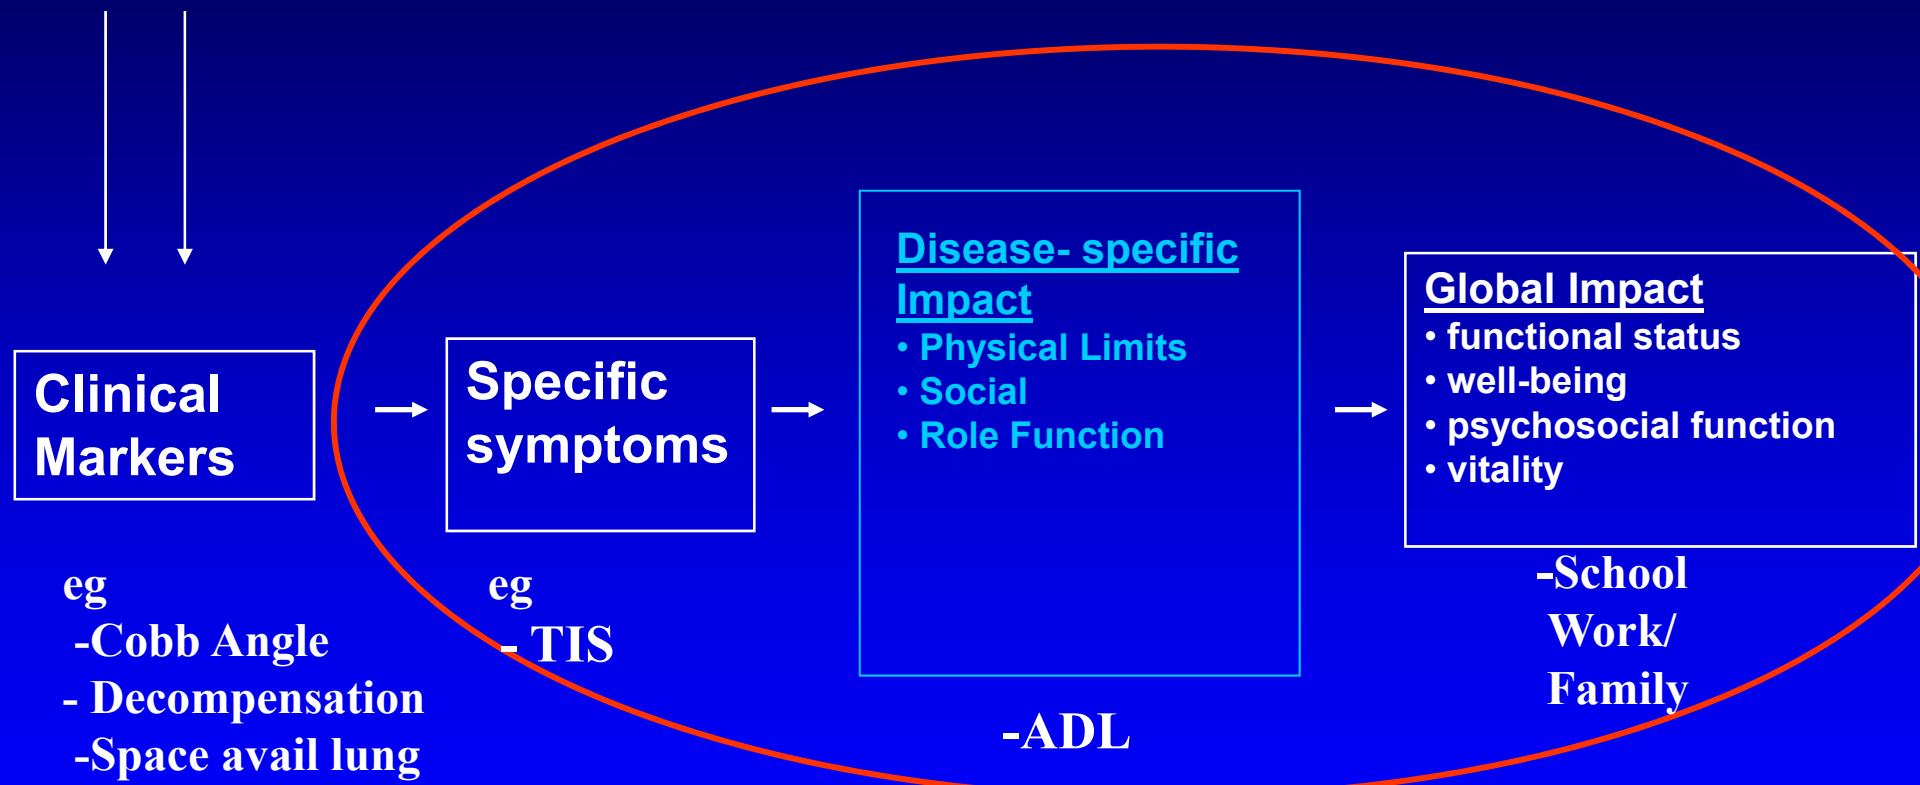 Clinical
Markers
eg
-Cobb Angle
- Decompensation
-Space avail lung
Specific
symptoms
eg
- TIS
Disease- specific
Impact
• Physical Limits
• Social
• Role Function
-ADL
Global Impact
• functional status
• well-being
• psychosocial function
• vitality
-School
Work/
Family